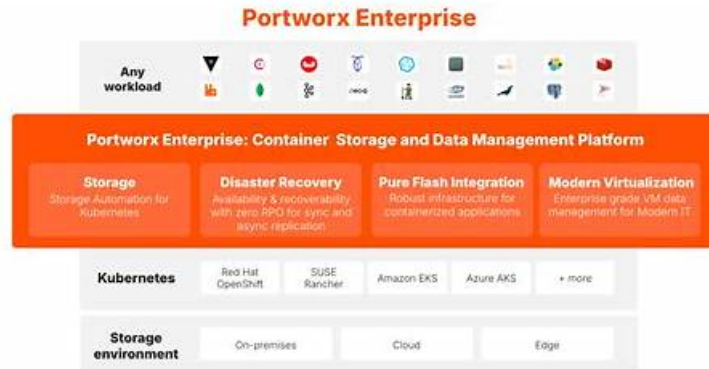 Portworx Enterprise
Any
workload
Portworx Enterprise: Container Storage and Data Management Platform
Storage
Storage Automation for
Kubernetes
Disaster Recovery
Availability & recoverability
with zero RPO for sync and
async replication
Pure Flash Integration
Robust infrastructure for
containerized applications
Modern Virtualization
Enterprise grade VM data
management for Modern IT
Kubernetes
Red Hat
OpenShift
SUSE
Rancher
Amazon EKS
Azure AKS
+ more
Storage
environment
On-premises
Cloud
Edge